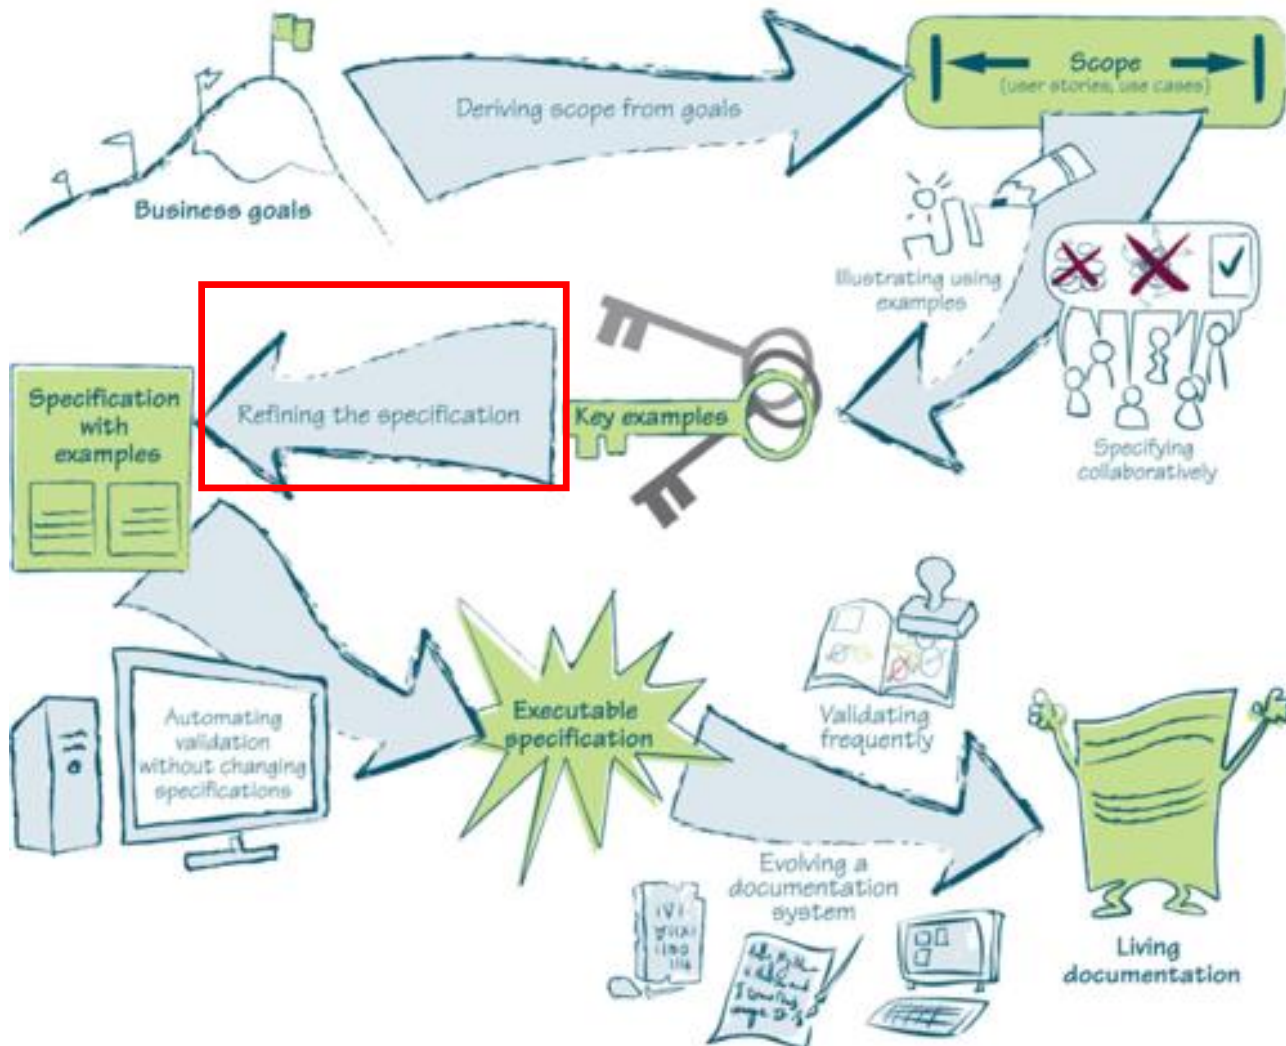 Deriving scope from goals
Scope
(user stories, use cases)
Business goals
Illustrating using
examples
Specifying
collaboratively
Key examples
Refining the specification
Specification
with
examples
Automating
validation
without changing
specifications
Executable
specification
Validating
frequently
Evolving a
documentation
system
Living
documentation